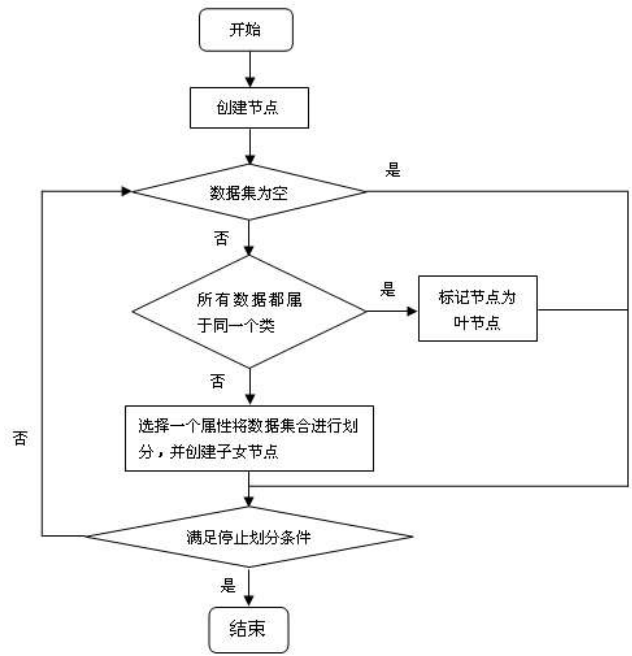 开始
创建节点
是
数据集为空
否
所有数据都属
于同一个类
是
标记节点为
叶节点
否
选择一个属性将数据集合进行划
分，并创建子女节点
否
满足停止划分条件
是
结束